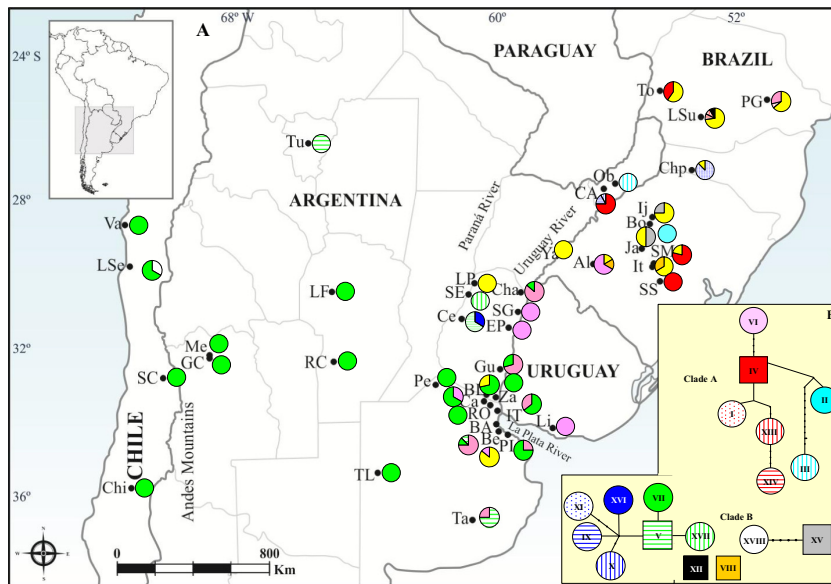 68° W
A
60°
52°
24° S
PARAGUAY
BRAZIL
To
PG
LSu
Tu
Chp
Ob
CA
28°
ARGENTINA
Paraná River
Uruguay River
Ij
Bo
Va
Ja
SM
Ya
LSe
Al
It
LP
SS
SE
Cha
LF
SG
Ce
EP
32°
Me
GC
RC
Gu
URUGUAY
SC
Pe
Za
RO
IT
Li
BA
La Plata River
Be
CHILE
Andes Mountains
TL
Chi
36°
Ta
0
800
Km
VI
IV
Clade A
II
I
XIII
III
XIV
XI
XVI
VII
Clade B
IX
V
XVII
XVIII
XV
X
XII
VIII